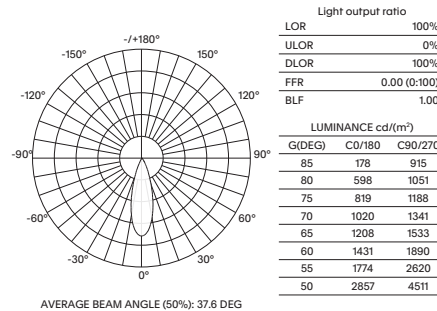 -/+180°
-150° 150°
-120° 120°
-90° 90°
-60° 60°
-30° 30°
0°
AVERAGE BEAM ANGLE (50%): 37.6 DEG
Light output ratio
LOR 100%
ULOR 0%
DLOR 100%
FFR 0.00 (0:100)
BLF 1.00
LUMINANCE cd/(m²)
G(DEG) C0/180 C90/270
85 178 915
80 598 1051
75 819 1188
70 1020 1341
65 1208 1533
60 1431 1890
55 1774 2620
50 2857 4511